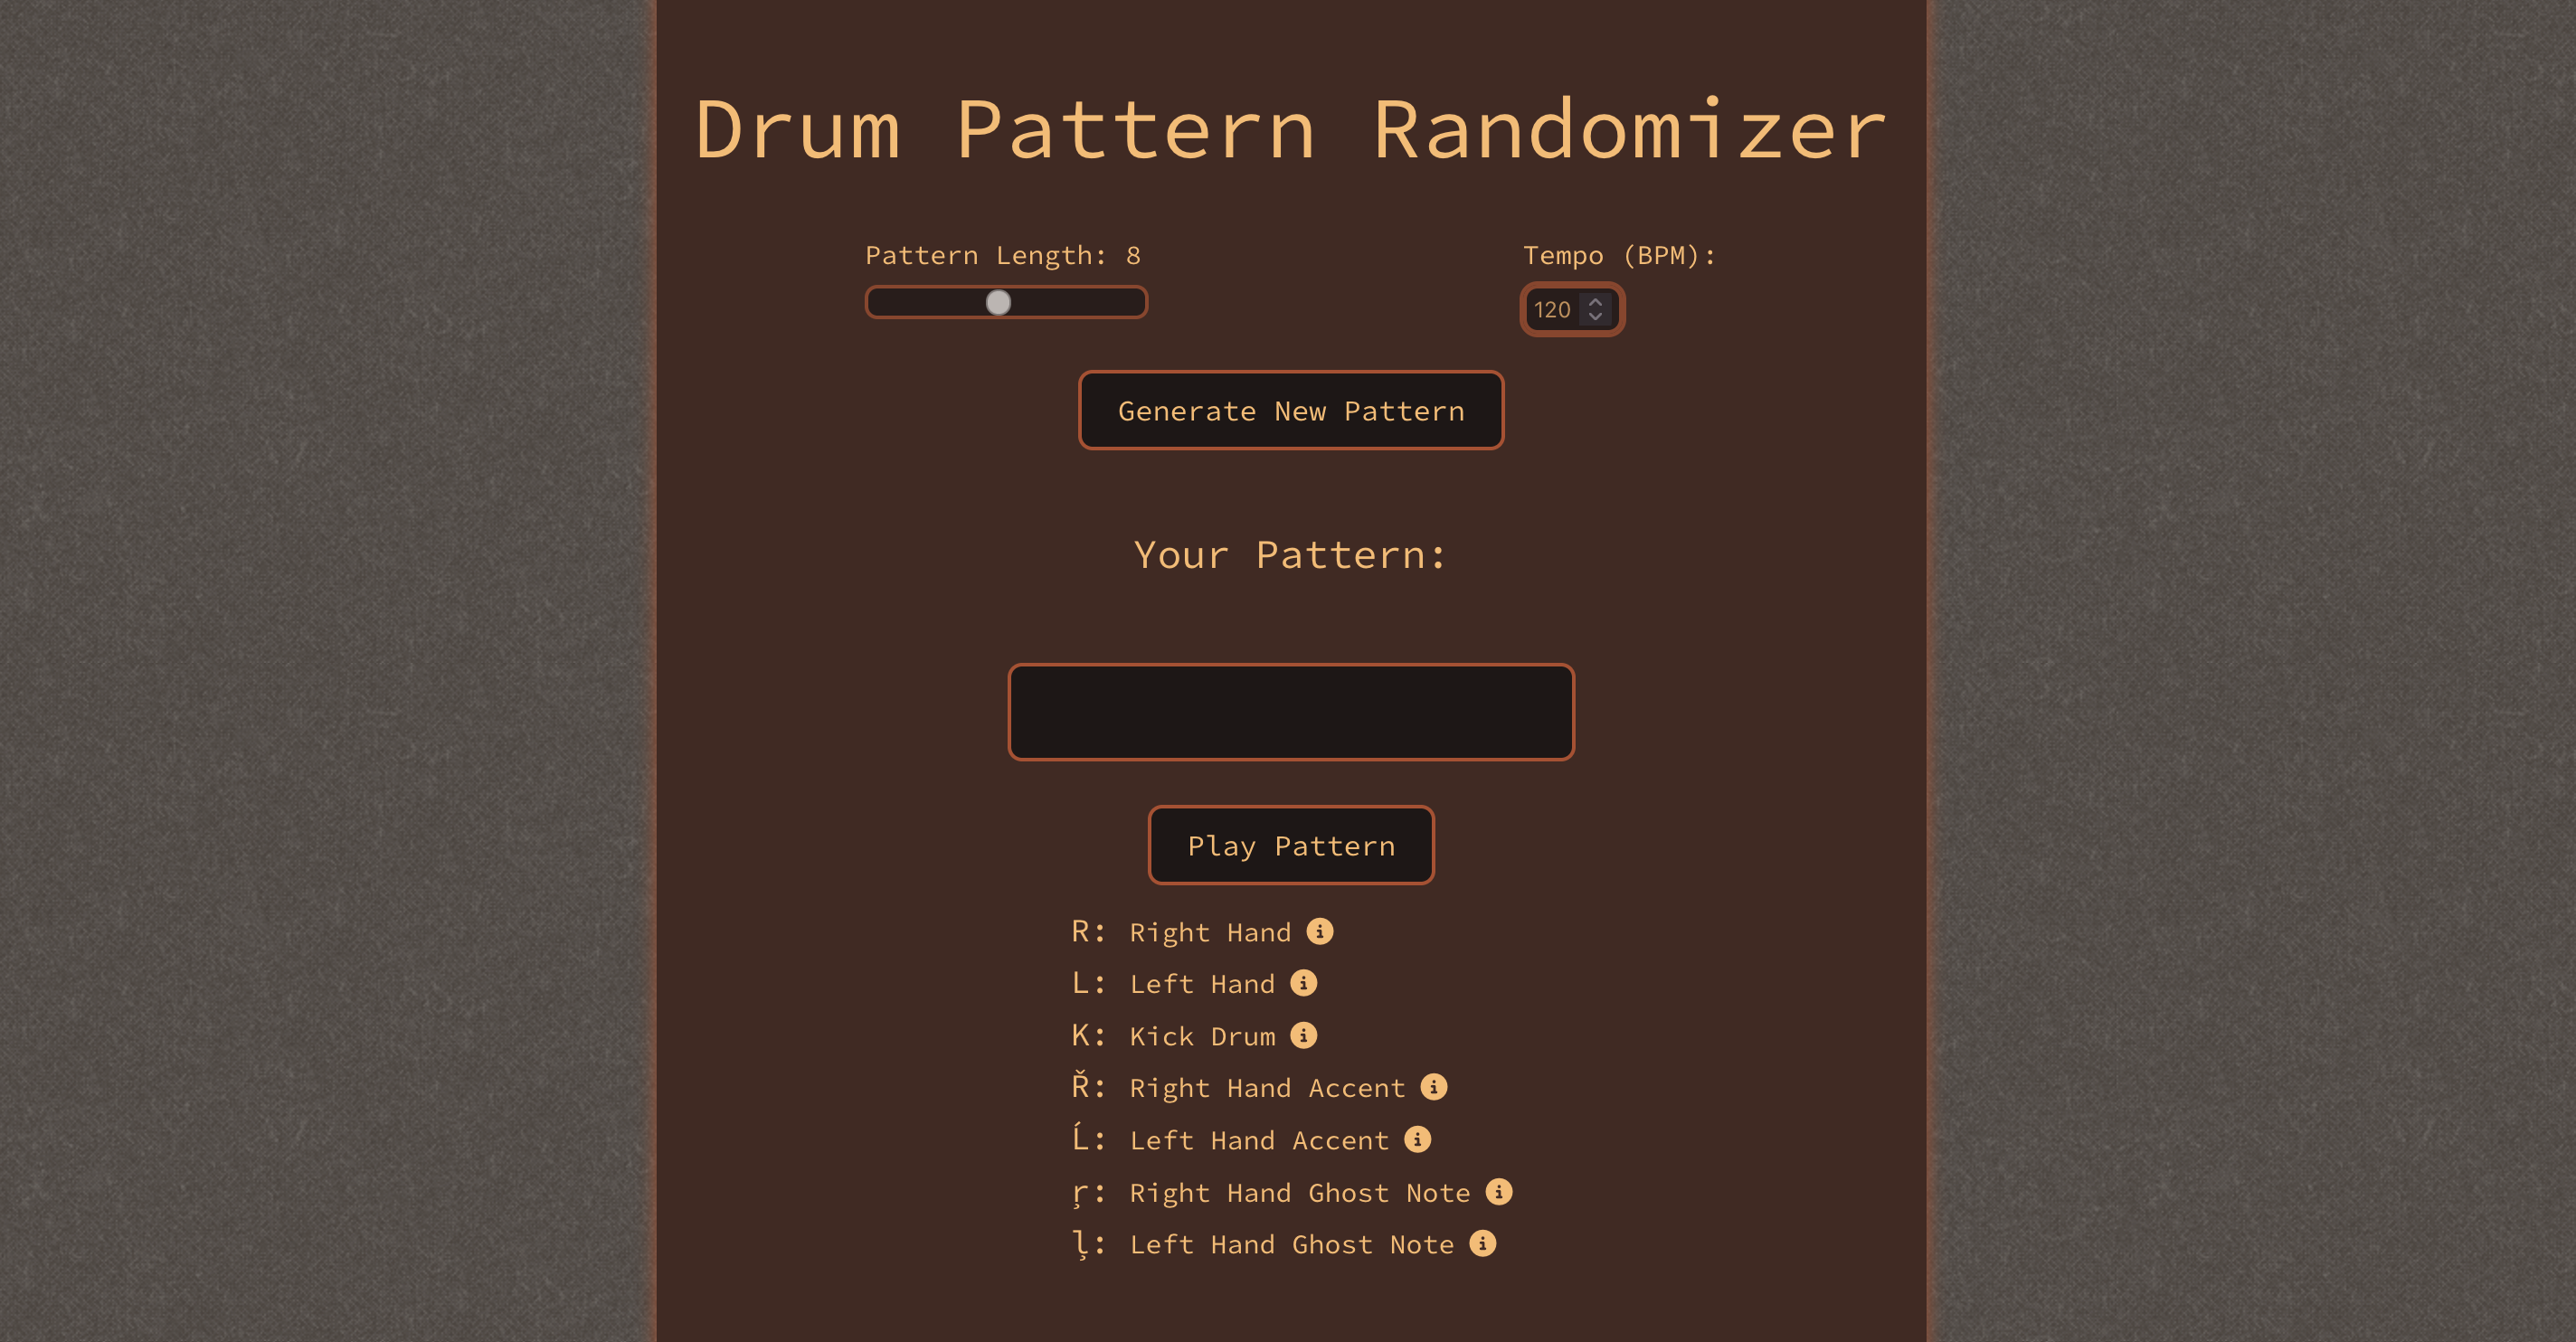 Drum Pattern Randomizer
Pattern Length: 8
Tempo (BPM):
120
Generate New Pattern
Your Pattern:
Play Pattern
R: Right Hand
L: Left Hand
K: Kick Drum
Ř: Right Hand Accent
Ĺ: Left Hand Accent
ŗ: Right Hand Ghost Note
ļ: Left Hand Ghost Note